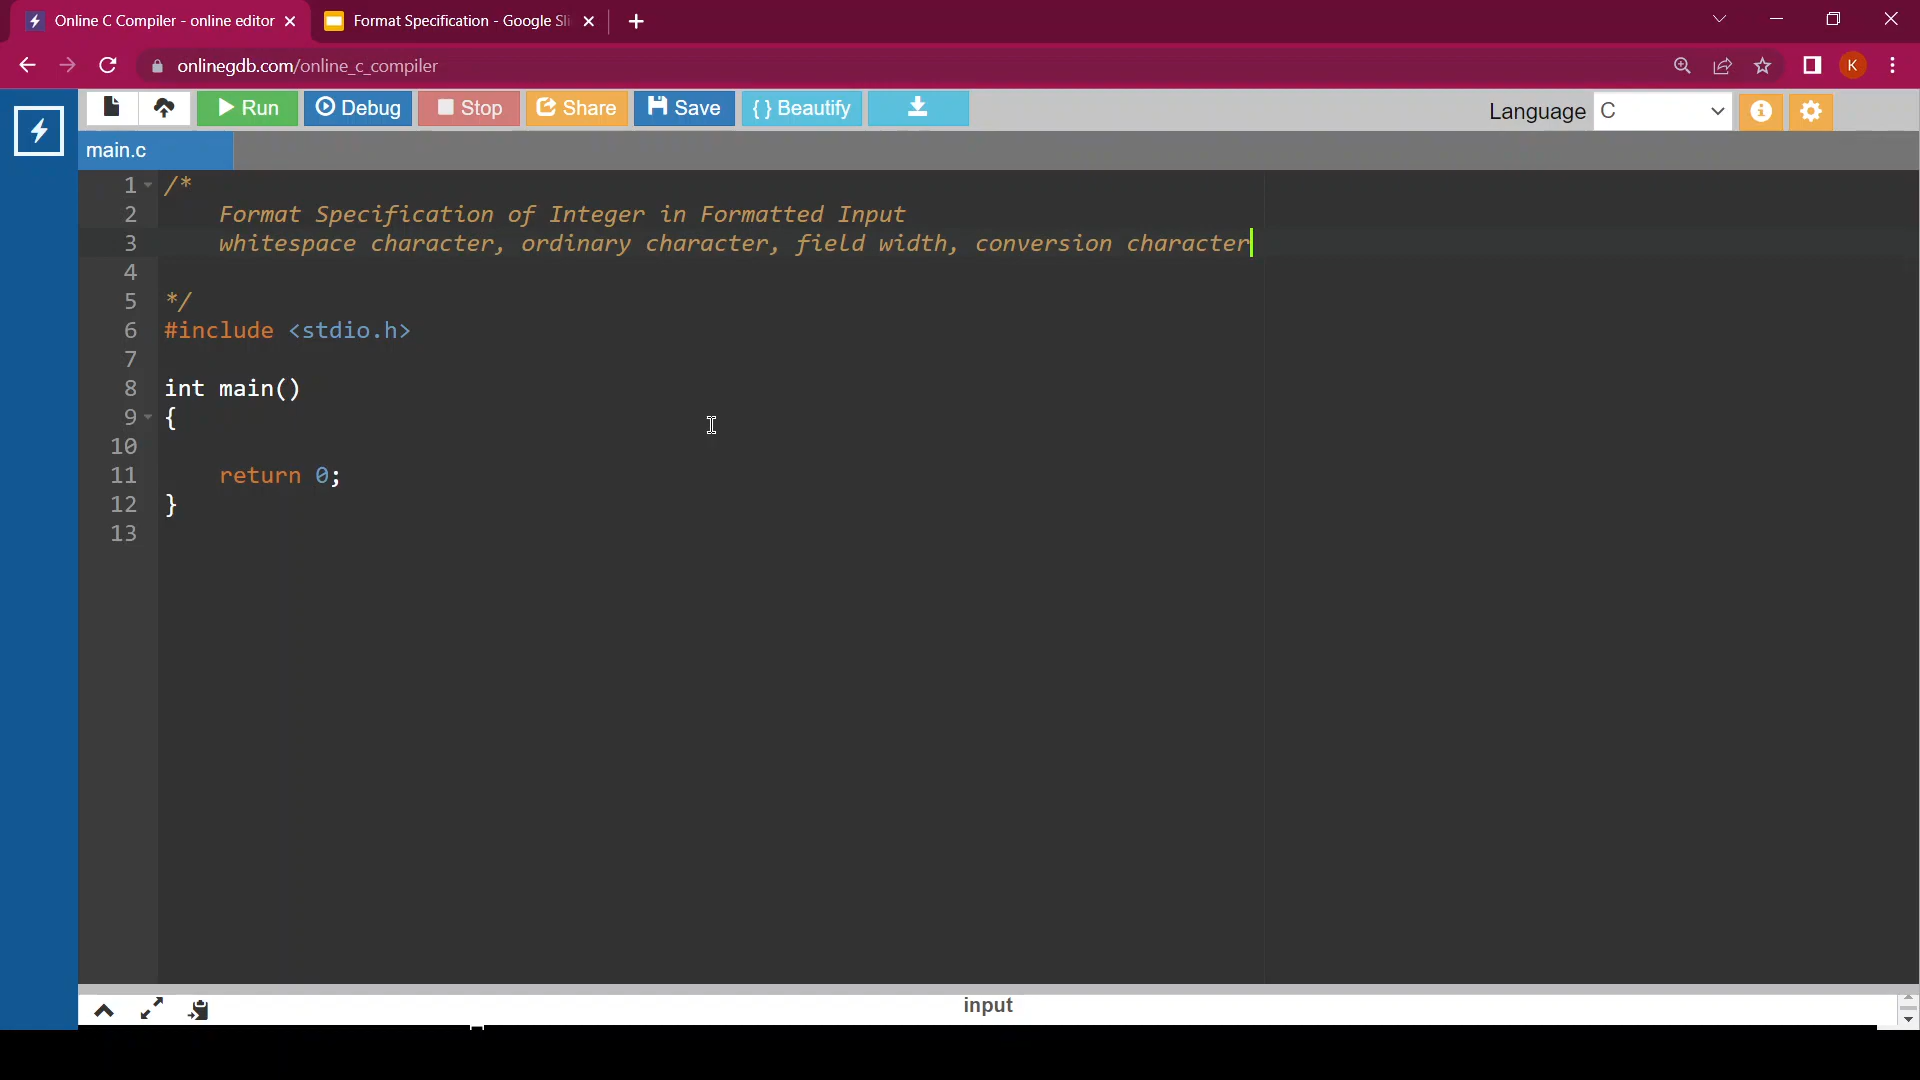 Online C Compiler - online editor
Format Specification - Google Sli
onlinegdb.com/online_c_compiler
K
Run
Debug
Stop
Share
Save
{ } Beautify
Language
C
main.c
1 /*
2 Format Specification of Integer in Formatted Input
3 whitespace character, ordinary character, field width, conversion character
4
5 */
6 #include <stdio.h>
7
8 int main()
9 {
10
11 return 0;
12 }
13
input